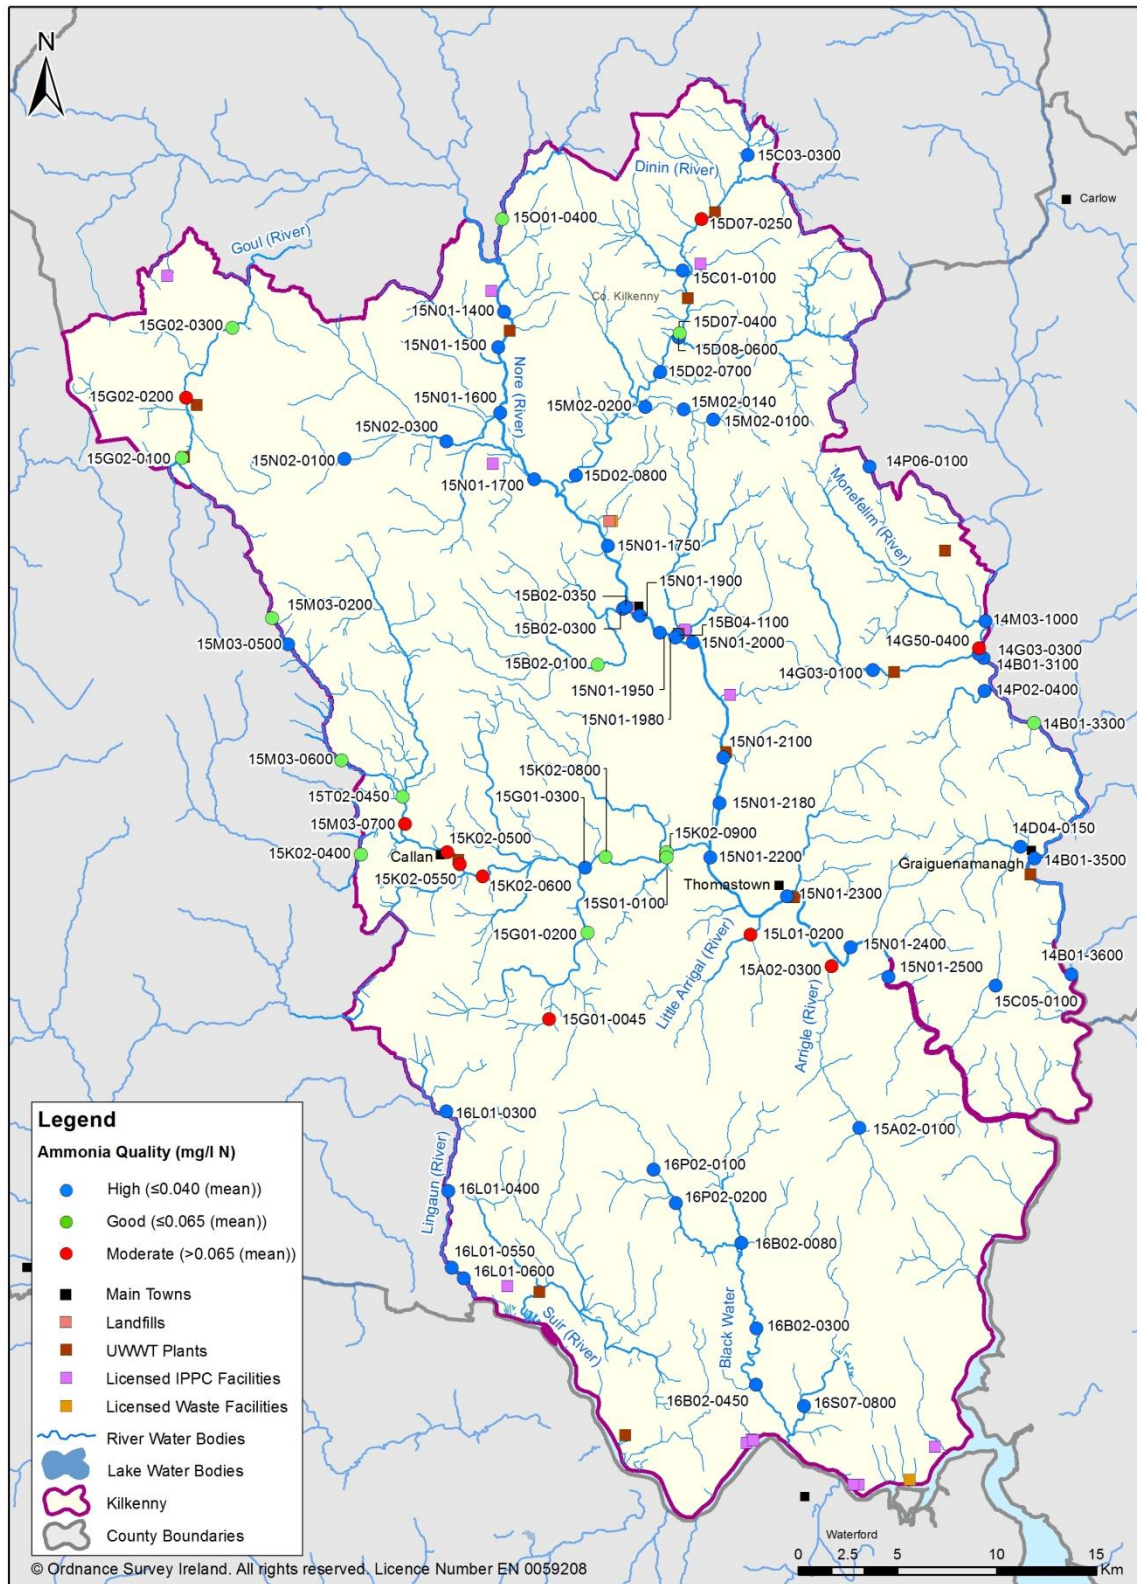 N
15C03-0300
Dinin (River)
Carlow
15O01-0400
15D07-0250
Goul (River)
15C01-0100
Co. Kilkenny
15N01-1400
15D07-0400
15G02-0300
15N01-1500
15D08-0600
Nore (River)
15D02-0700
15G02-0200
15N01-1600
15M02-0200
15M02-0140
15M02-0100
15N02-0300
15G02-0100
15N02-0100
14P06-0100
15N01-1700
15D02-0800
Monefelim (River)
15N01-1750
15N01-1900
15B02-0350
15M03-0200
15B02-0300
15B04-1100
14M03-1000
15M03-0500
15N01-2000
14G50-0400
14G03-0300
14B01-3100
15B02-0100
14G03-0100
15N01-1950
14P02-0400
15N01-1980
14B01-3300
15N01-2100
15M03-0600
15K02-0800
15T02-0450
15G01-0300
15N01-2180
15M03-0700
15K02-0900
14D04-0150
15K02-0500
15K02-0400
Callan
15N01-2200
Graiguenamanagh
14B01-3500
15K02-0550
15K02-0600
Thomastown
15S01-0100
15N01-2300
15G01-0200
15L01-0200
15N01-2400
Little Arrigal (River)
15A02-0300
15N01-2500
14B01-3600
15C05-0100
15G01-0045
Arrigle (River)
16L01-0300
15A02-0100
Lingaun (River)
16P02-0100
16L01-0400
16P02-0200
16B02-0080
16L01-0550
16L01-0600
Suir (River)
16B02-0300
Black Water
16B02-0450
16S07-0800
Waterford
Legend
Ammonia Quality (mg/l N)
High (≤0.040 (mean))
Good (≤0.065 (mean))
Moderate (>0.065 (mean))
Main Towns
Landfills
UWWT Plants
Licensed IPPC Facilities
Licensed Waste Facilities
River Water Bodies
Lake Water Bodies
Kilkenny
County Boundaries
0 2.5 5 10 15
Km
© Ordnance Survey Ireland. All rights reserved. Licence Number EN 0059208